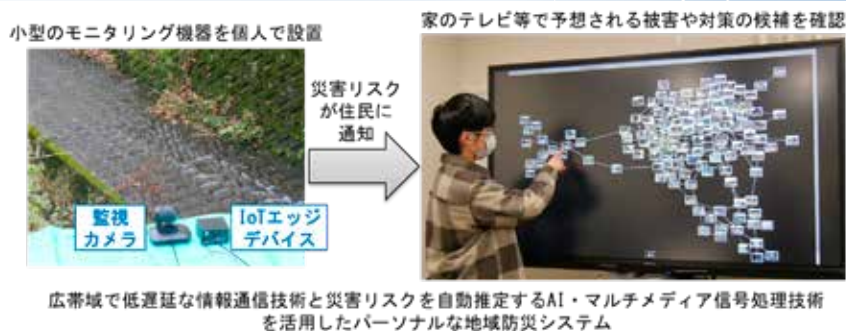 小型のモニタリング機器を個人で設置
家のテレビ等で予想される被害や対策の候補を確認
災害リスク
が住民に
通知
監視
カメラ
IoTエッジ
デバイス
広帯域で低遅延な情報通信技術と災害リスクを自動推定するAI・マルチメディア信号処理技術
を活用したパーソナルな地域防災システム